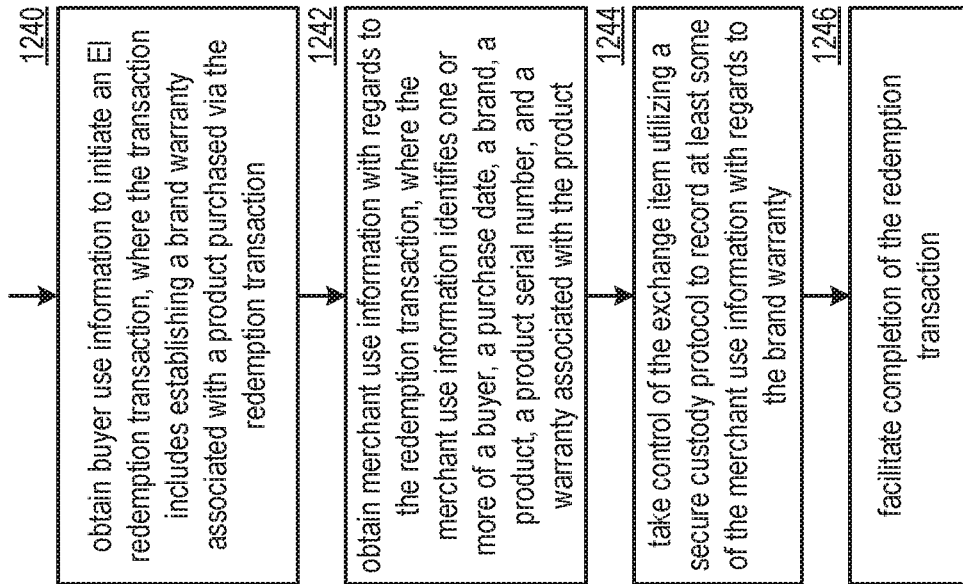 1240
obtain buyer use information to initiate an EI
redemption transaction, where the transaction
includes establishing a brand warranty
associated with a product purchased via the
redemption transaction
1242
obtain merchant use information with regards to
the redemption transaction, where the
merchant use information identifies one or
more of a buyer, a purchase date, a brand, a
product, a product serial number, and a
warranty associated with the product
1244
take control of the exchange item utilizing a
secure custody protocol to record at least some
of the merchant use information with regards to
the brand warranty
1246
facilitate completion of the redemption
transaction